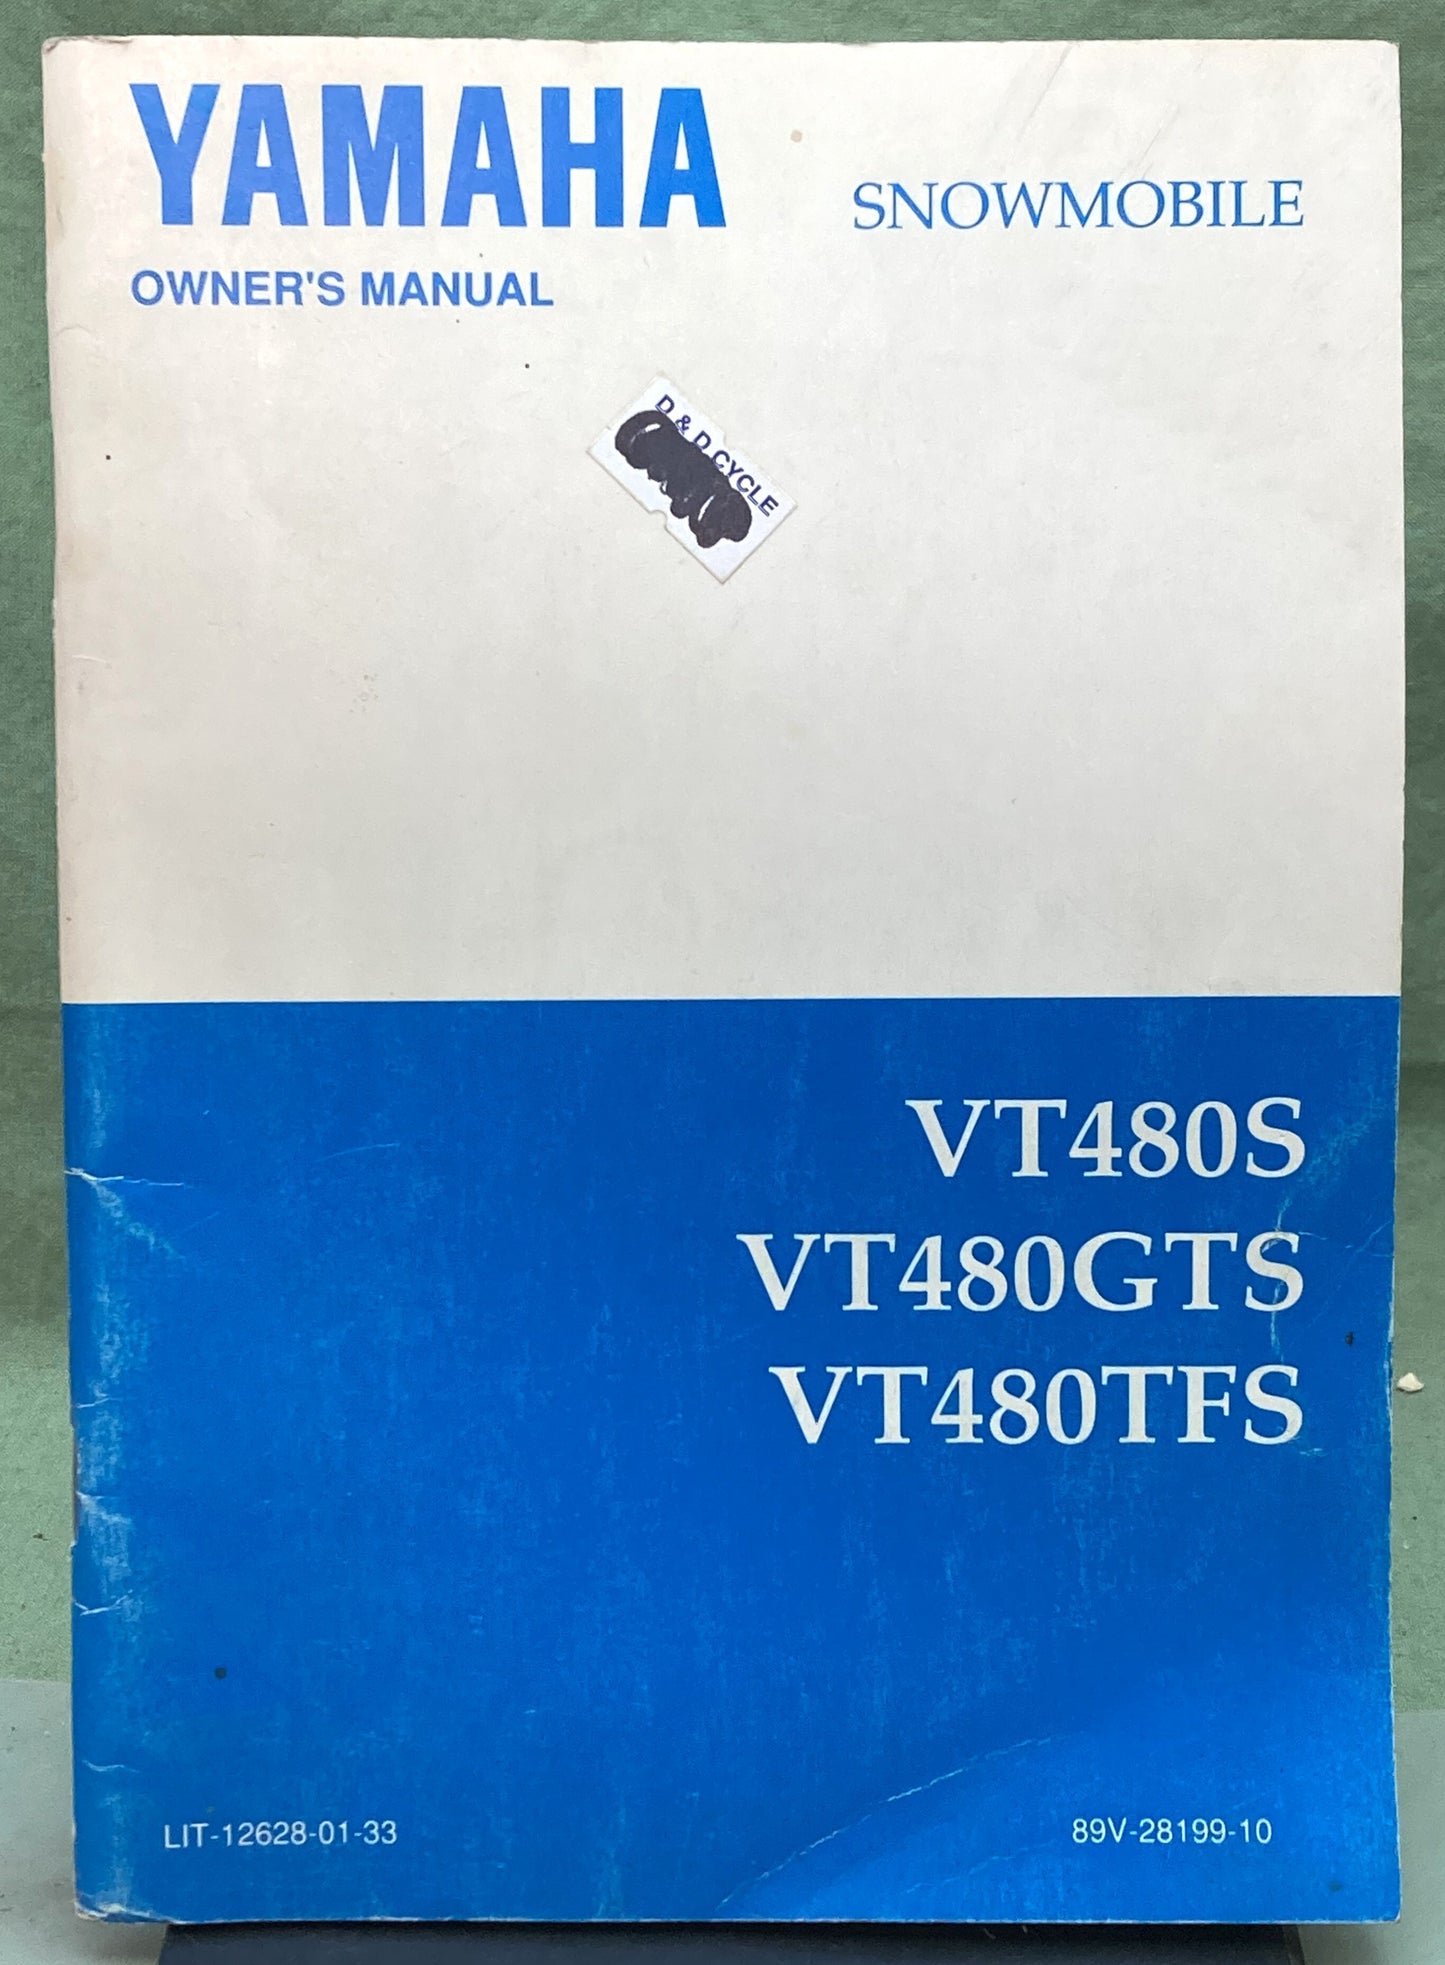 YAMAHA
SNOWMOBILE
OWNER'S MANUAL
D & D CYCLE
VT480S
VT480GTS
VT480TFS
LIT-12628-01-33
89V-28199-10